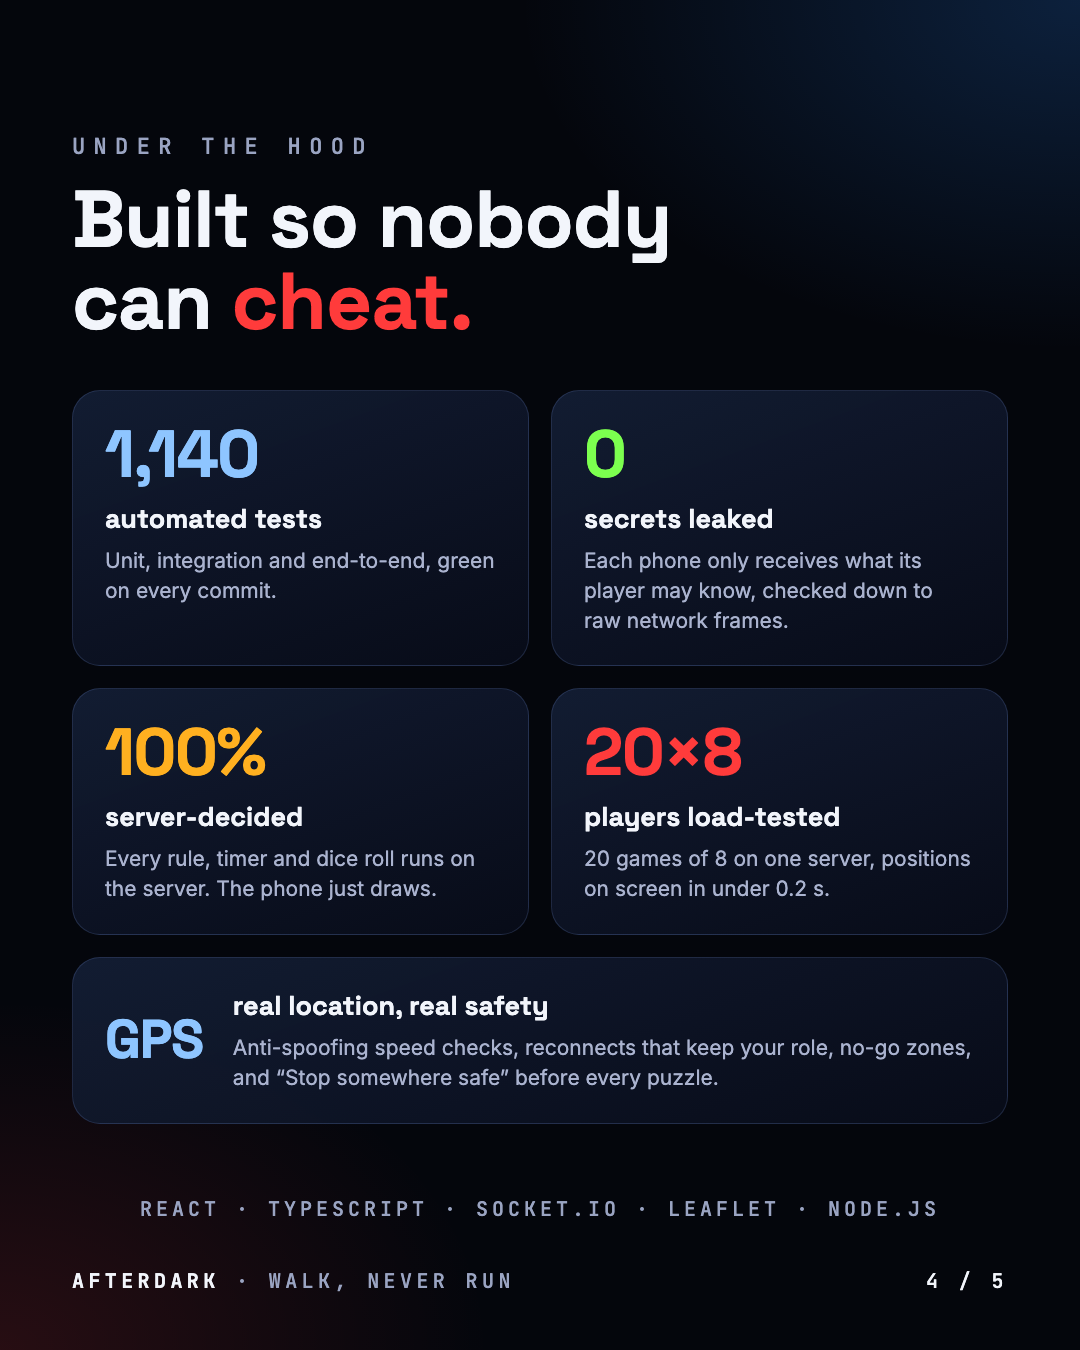 UNDER THE HOOD
Built so nobody
can cheat.
1,140
automated tests
Unit, integration and end-to-end, green
on every commit.
0
secrets leaked
Each phone only receives what its
player may know, checked down to
raw network frames.
100%
server-decided
Every rule, timer and dice roll runs on
the server. The phone just draws.
20×8
players load-tested
20 games of 8 on one server, positions
on screen in under 0.2 s.
GPS
real location, real safety
Anti-spoofing speed checks, reconnects that keep your role, no-go zones,
and “Stop somewhere safe” before every puzzle.
REACT · TYPESCRIPT · SOCKET.IO · LEAFLET · NODE.JS
AFTERDARK · WALK, NEVER RUN
4 / 5